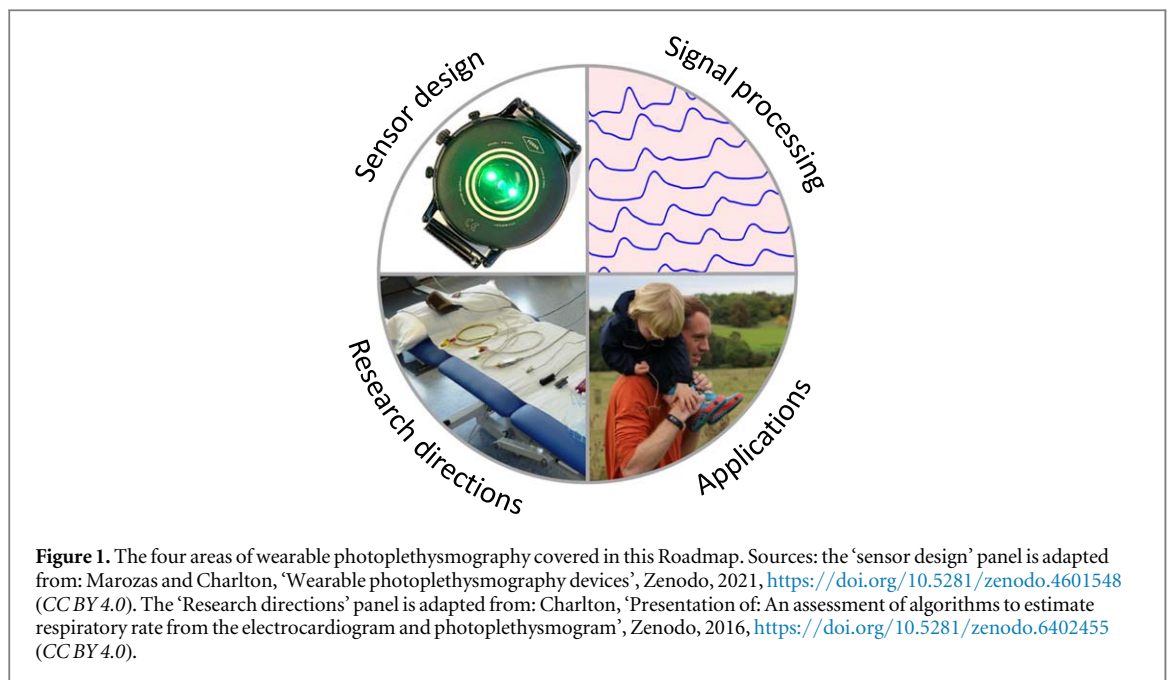 Sensor design
Signal processing
Research directions
Applications
Figure 1. The four areas of wearable photoplethysmography covered in this Roadmap. Sources: the ‘sensor design’ panel is adapted
from: Marozas and Charlton, ‘Wearable photoplethysmography devices’, Zenodo, 2021, https://doi.org/10.5281/zenodo.4601548
(CC BY 4.0). The ‘Research directions’ panel is adapted from: Charlton, ‘Presentation of: An assessment of algorithms to estimate
respiratory rate from the electrocardiogram and photoplethysmogram’, Zenodo, 2016, https://doi.org/10.5281/zenodo.6402455
(CC BY 4.0).